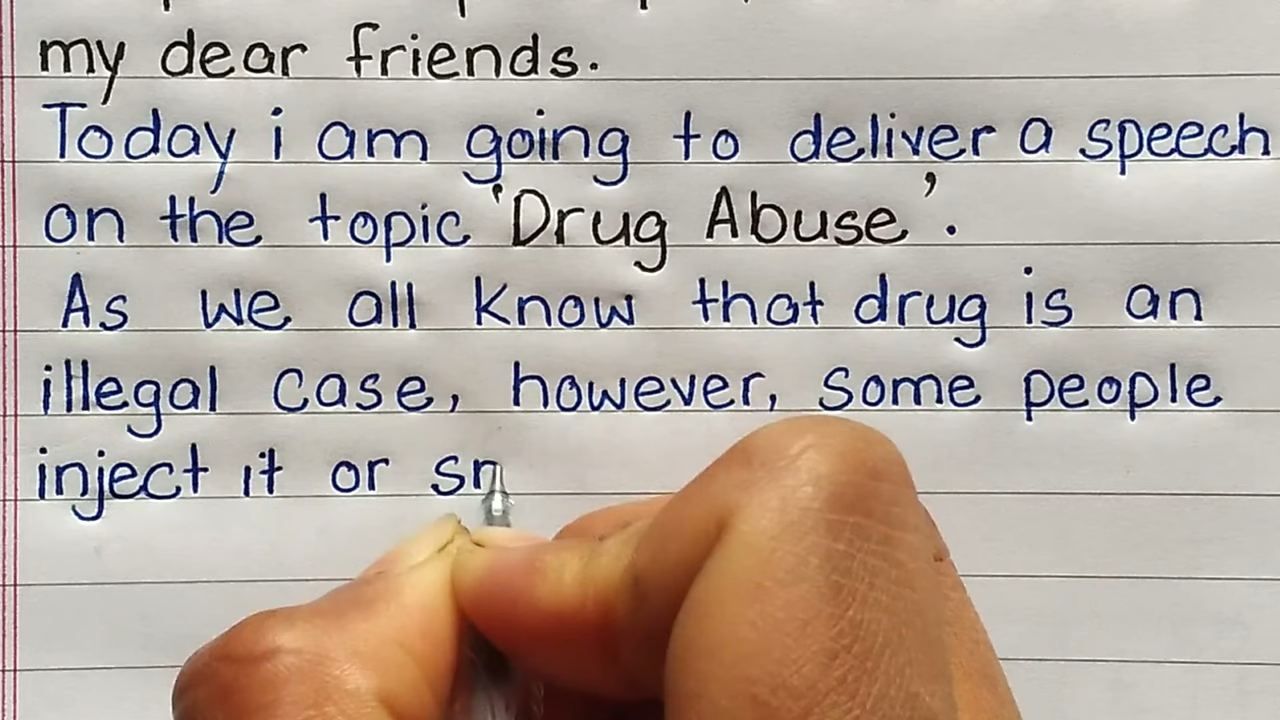 my dear friends.
Today i am going to deliver a speech
on the topic 'Drug Abuse'.
As we all know that drug is an
illegal case, however, some people
inject it or